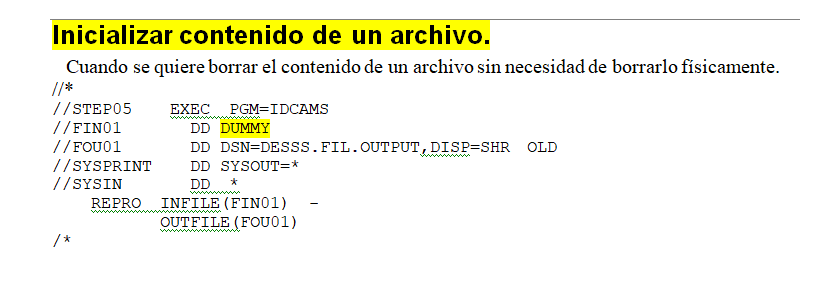 Inicializar contenido de un archivo.
Cuando se quiere borrar el contenido de un archivo sin necesidad de borrarlo físicamente.
//*
//STEP05    EXEC  PGM=IDCAMS
//FIN01       DD DUMMY
//FOU01       DD DSN=DESSS.FIL.OUTPUT,DISP=SHR  OLD
//SYSPRINT    DD SYSOUT=*
//SYSIN       DD  *
    REPRO  INFILE(FIN01)  –
           OUTFILE(FOU01)
/*